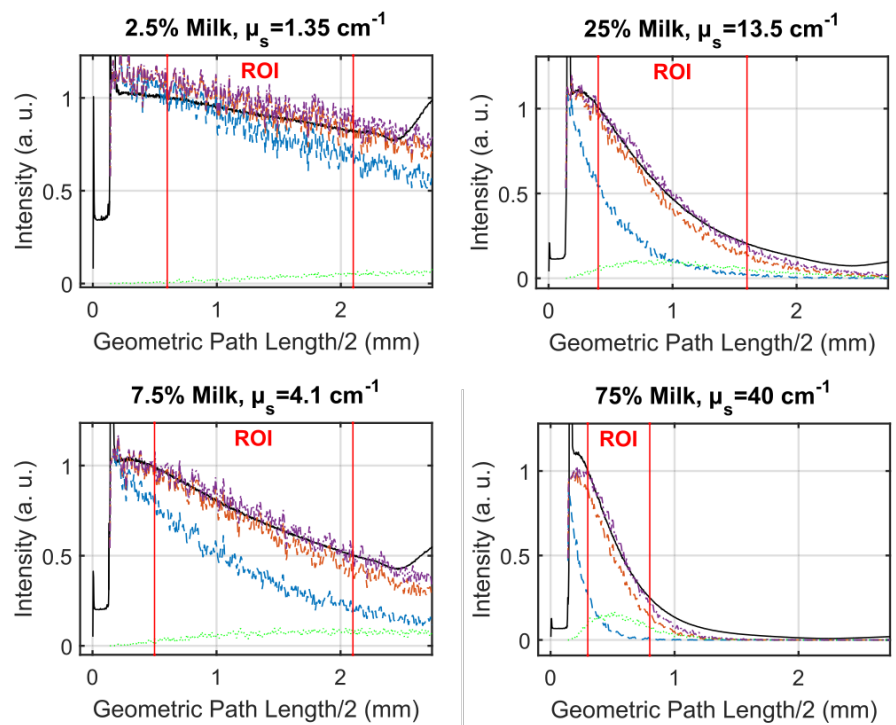 2.5% Milk, μs=1.35 cm-1
ROI
1
0.5
0
Intensity (a. u.)
0 1 2
Geometric Path Length/2 (mm)
25% Milk, μs=13.5 cm-1
ROI
1
0.5
0
Intensity (a. u.)
0 1 2
Geometric Path Length/2 (mm)
7.5% Milk, μs=4.1 cm-1
ROI
1
0.5
0
Intensity (a. u.)
0 1 2
Geometric Path Length/2 (mm)
75% Milk, μs=40 cm-1
ROI
1
0.5
0
Intensity (a. u.)
0 1 2
Geometric Path Length/2 (mm)